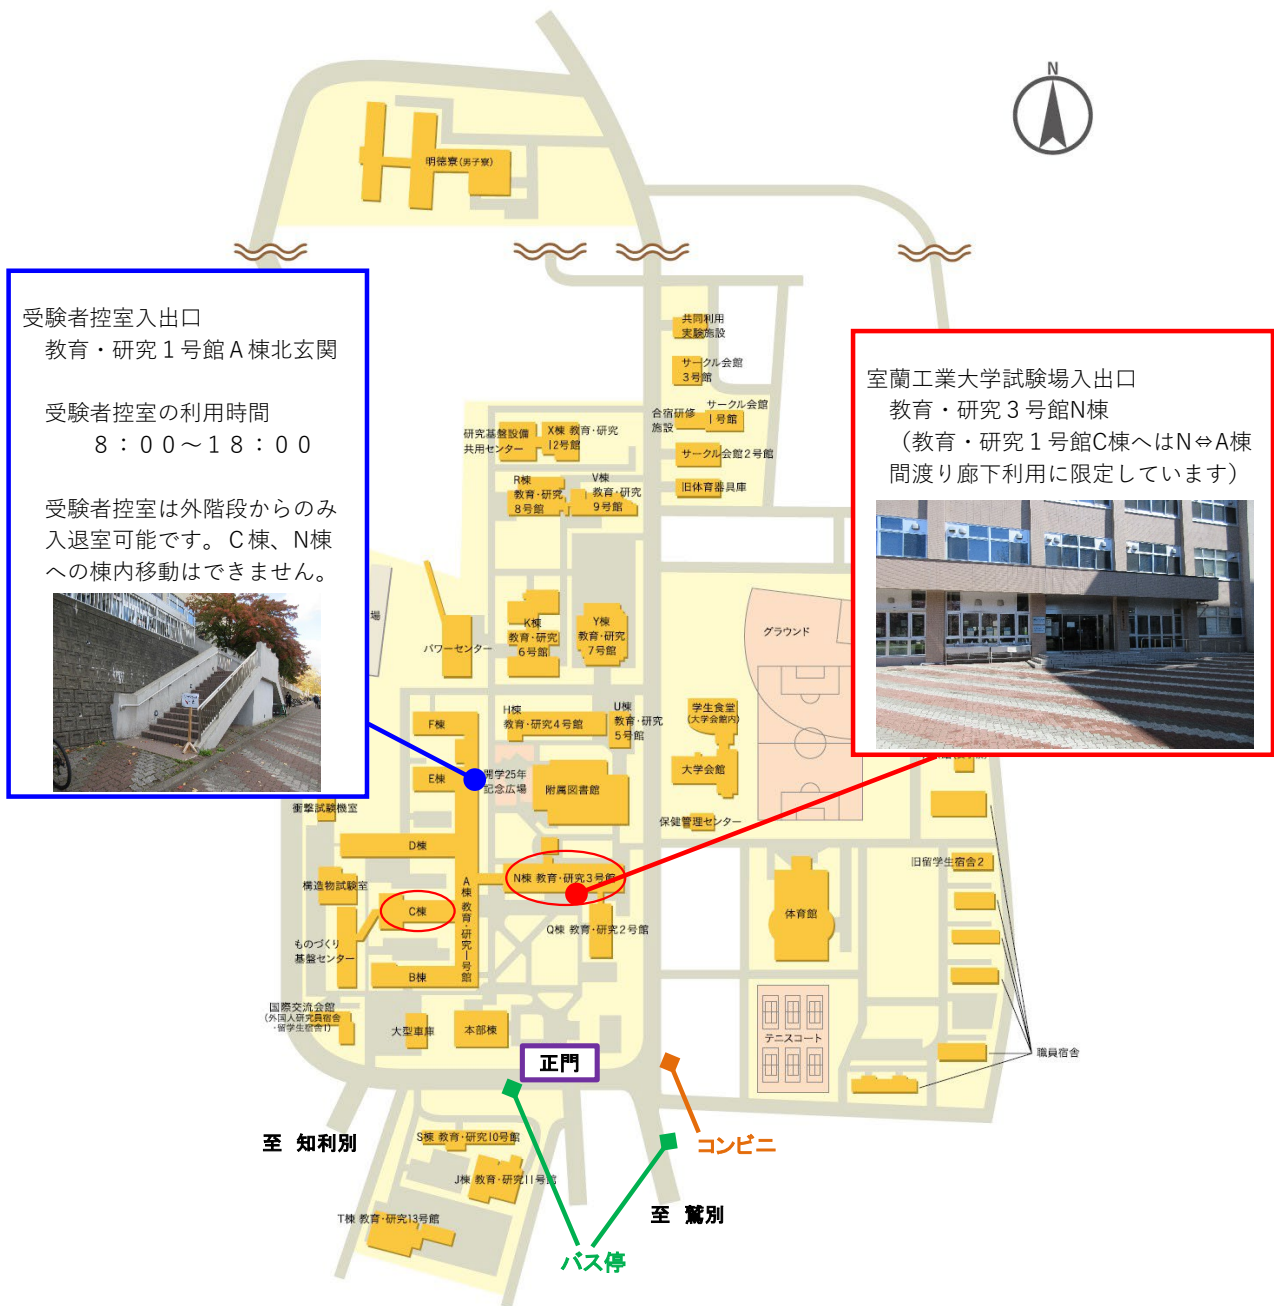 N
明徳寮(男子寮)
受験者控室入出口
教育・研究１号館Ａ棟北玄関
受験者控室の利用時間
８：００～１８：００
受験者控室は外階段からのみ
入退室可能です。Ｃ棟、N棟
への棟内移動はできません。
室蘭工業大学試験場入出口
教育・研究３号館N棟
（教育・研究１号館C棟へはN⇔A棟
間渡り廊下利用に限定しています）
共同利用
実験施設
サークル会館
3号館
合宿研修
施設
サークル会館
1号館
サークル会館2号館
旧体育器具庫
研究基盤設備
共用センター
X棟 教育・研究
12号館
R棟
教育・研究
8号館
V棟
教育・研究
9号館
場
パワーセンター
K棟
教育・研究
6号館
Y棟
教育・研究
7号館
グラウンド
F棟
H棟
教育・研究4号館
U棟
教育・研究
5号館
学生食堂
(大学会館内)
E棟
開学25年
記念広場
附属図書館
大学会館
衝撃試験機室
保健管理センター
D棟
旧留学生宿舎2
構造物試験室
A棟 教育・研究1号館
N棟 教育・研究3号館
C棟
体育館
Q棟 教育・研究2号館
ものづくり
基盤センター
B棟
国際交流会館
(外国人研究員宿舎
・留学生宿舎1)
大型車庫
本部棟
テニスコート
職員宿舎
正門
至 知利別
S棟 教育・研究10号館
コンビニ
J棟 教育・研究11号館
T棟 教育・研究13号館
至 鷲別
バス停